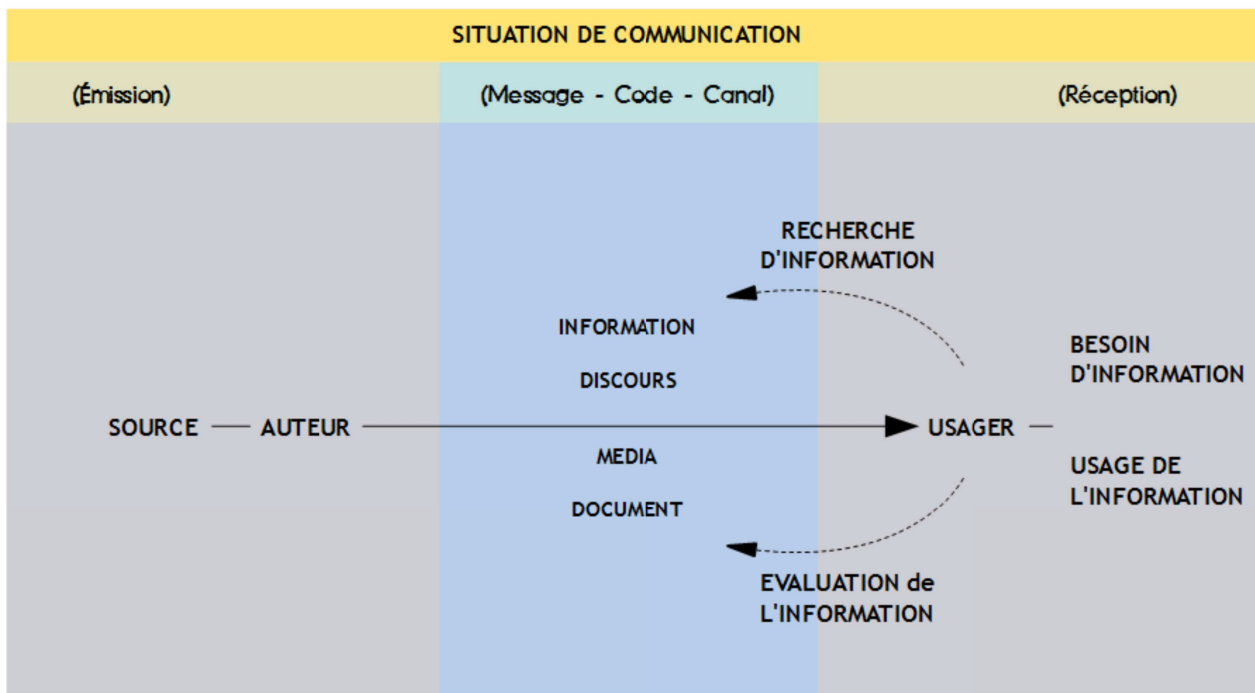 SITUATION DE COMMUNICATION
(Émission)
(Message - Code - Canal)
(Réception)
RECHERCHE
D'INFORMATION
INFORMATION
DISCOURS
BESOIN
D'INFORMATION
SOURCE
AUTEUR
USAGER
MEDIA
DOCUMENT
USAGE DE
L'INFORMATION
EVALUATION de
L'INFORMATION